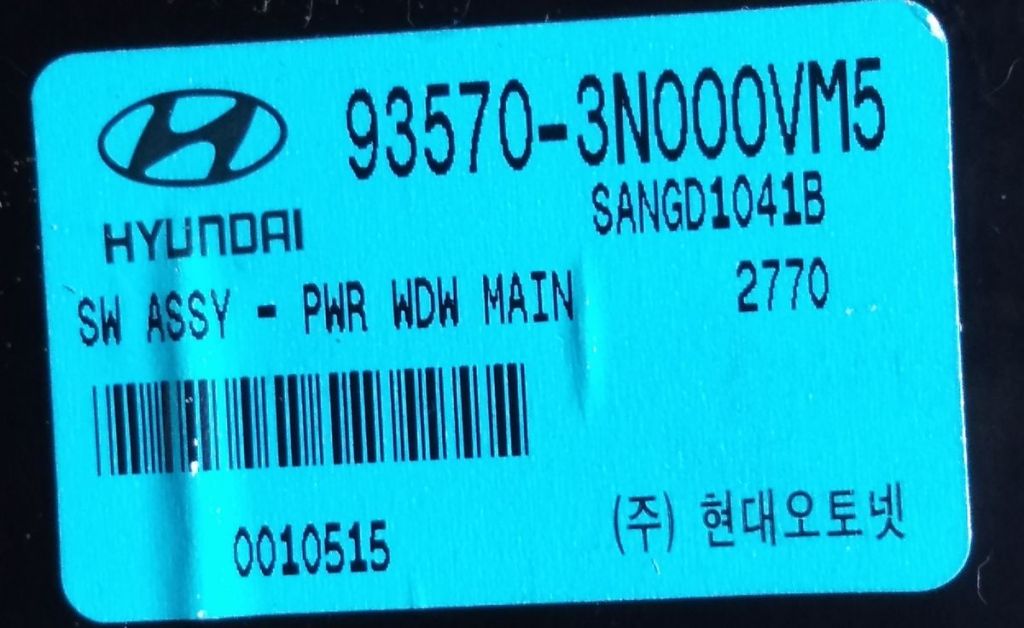 93570-3N000VM5
HYUNDAI
SANGD1041B
SW ASSY - PWR WDW MAIN
2770
0010515
(주) 현대오토넷